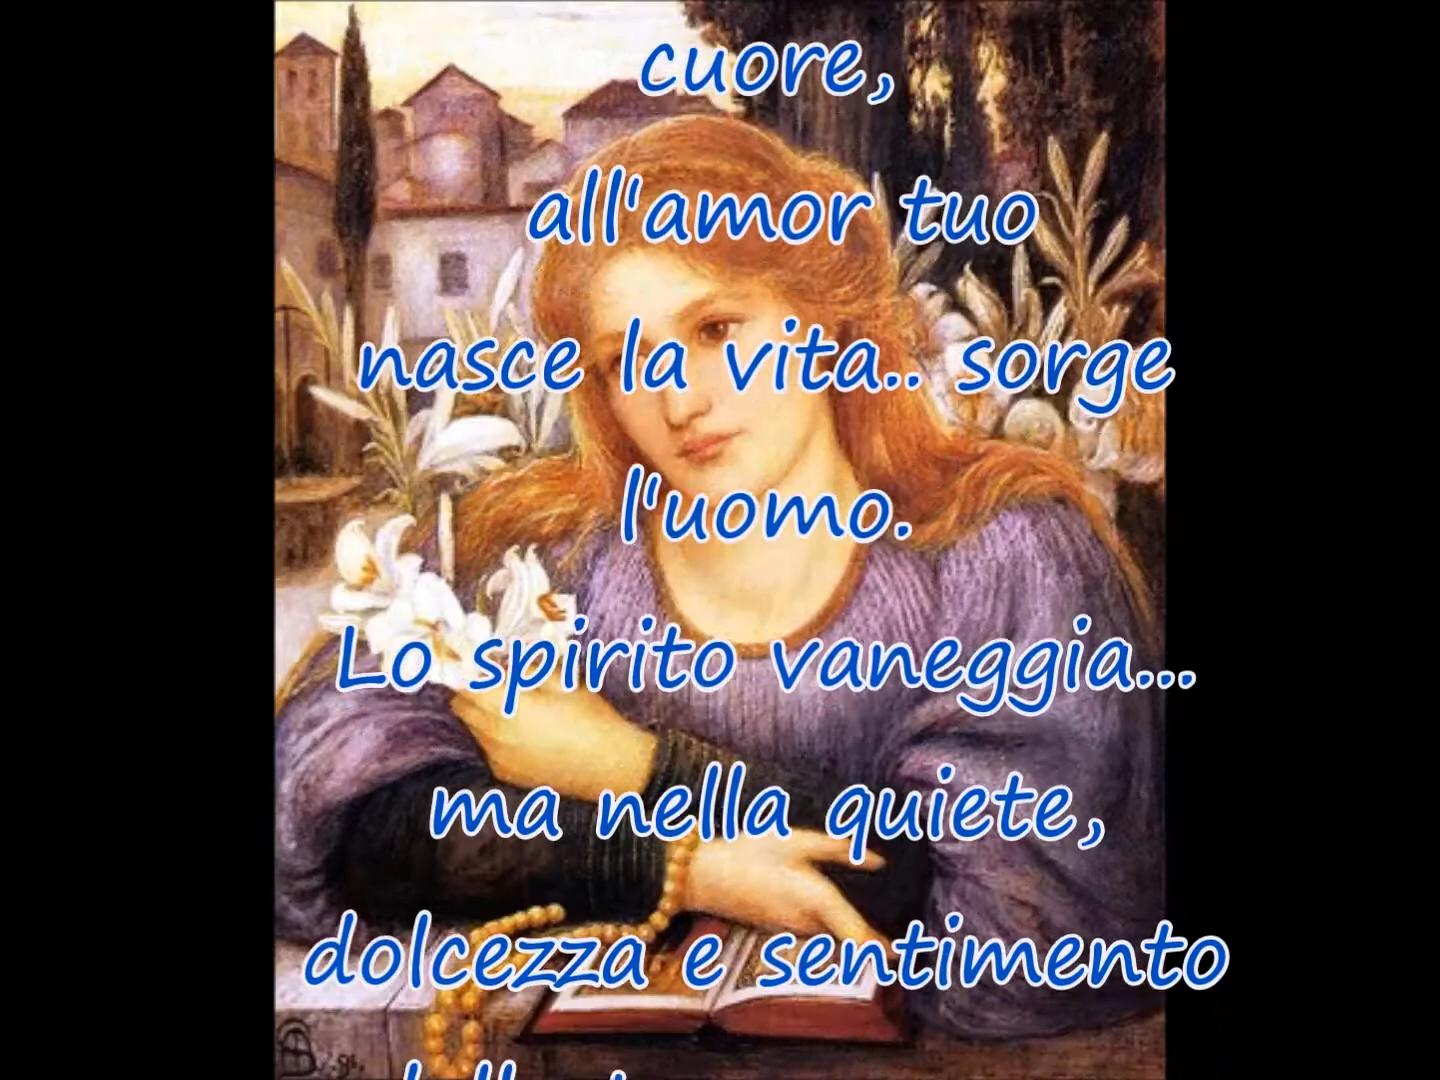 cuore,
all'amor tuo
nasce la vita.. sorge
l'uomo.
Lo spirito vaneggia...
ma nella quiete,
dolcezza e sentimento